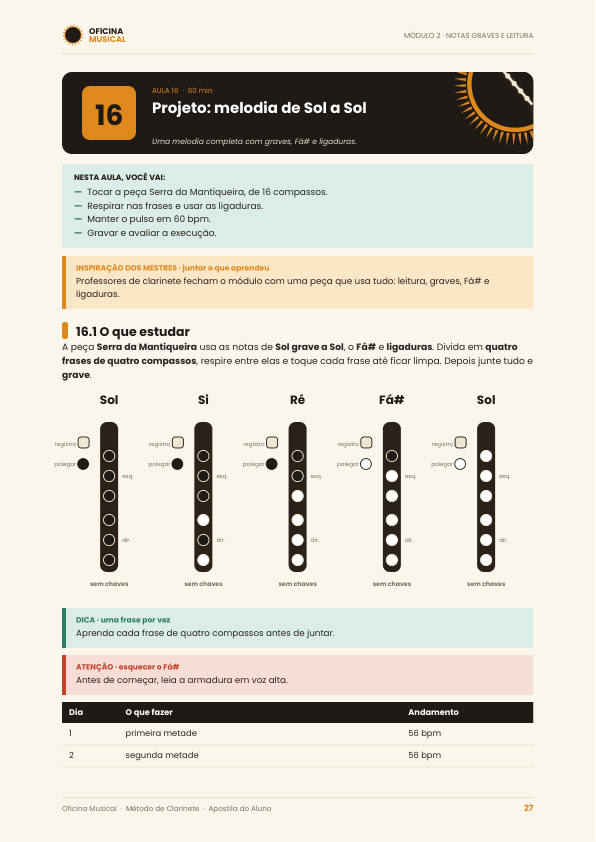 OFICINA
MUSICAL
MÓDULO 2 · NOTAS GRAVES E LEITURA
16
AULA 16 · 60 min
Projeto: melodia de Sol a Sol
Uma melodia completa com graves, Fá# e ligaduras.
NESTA AULA, VOCÊ VAI:
— Tocar a peça Serra da Mantiqueira, de 16 compassos.
— Respirar nas frases e usar as ligaduras.
— Manter o pulso em 60 bpm.
— Gravar e avaliar a execução.
INSPIRAÇÃO DOS MESTRES · juntar o que aprendeu
Professores de clarinete fecham o módulo com uma peça que usa tudo: leitura, graves, Fá# e
ligaduras.
16.1 O que estudar
A peça Serra da Mantiqueira usa as notas de Sol grave a Sol, o Fá# e ligaduras. Divida em quatro
frases de quatro compassos, respire entre elas e toque cada frase até ficar limpa. Depois junte tudo e
grave.
Sol Si Ré Fá# Sol
registro registro registro registro registro
polegar polegar polegar polegar polegar
esq. esq. esq. esq. esq.
dir. dir. dir. dir. dir.
sem chaves sem chaves sem chaves sem chaves sem chaves
DICA · uma frase por vez
Aprenda cada frase de quatro compassos antes de juntar.
ATENÇÃO · esquecer o Fá#
Antes de começar, leia a armadura em voz alta.
Dia O que fazer Andamento
1 primeira metade 56 bpm
2 segunda metade 56 bpm
Oficina Musical · Método de Clarinete · Apostila do Aluno 27